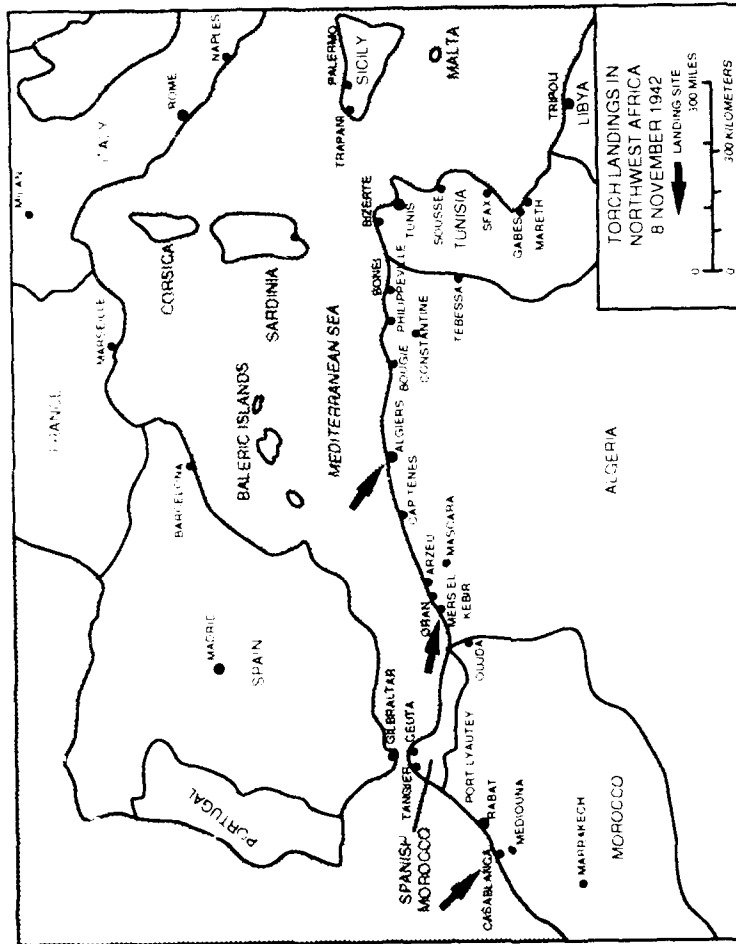 MILAN
ITALY
ROME
NAPLES
PALERMO
SICILY
TRAPANI
MALTA
TRIPOLI
LIBYA
FRANCE
MARSEILLE
CORSICA
SARDINIA
BARCELONA
BALERIC ISLANDS
MEDITERRANEAN SEA
BIZERTE
TUNIS
SOUSSE
TUNISIA
SFAX
GABES
MARETH
BONE
PHILIPPEVILLE
CONSTANTINE
TEBESSA
BOUGIE
ALGIERS
CAP TENES
ALGERIA
ARZEU
MASCARA
ORAN
MERS EL
KEBIR
OUJDA
MADRID
SPAIN
PORTUGAL
GIBRALTAR
CEUTA
TANGIER
SPANISH
MOROCCO
PORT LYAUTEY
RABAT
MEDIOUNA
CASABLANCA
MARRAKECH
MOROCCO
TORCH LANDINGS IN
NORTHWEST AFRICA
8 NOVEMBER 1942
LANDING SITE
0 300 MILES
0 300 KILOMETERS